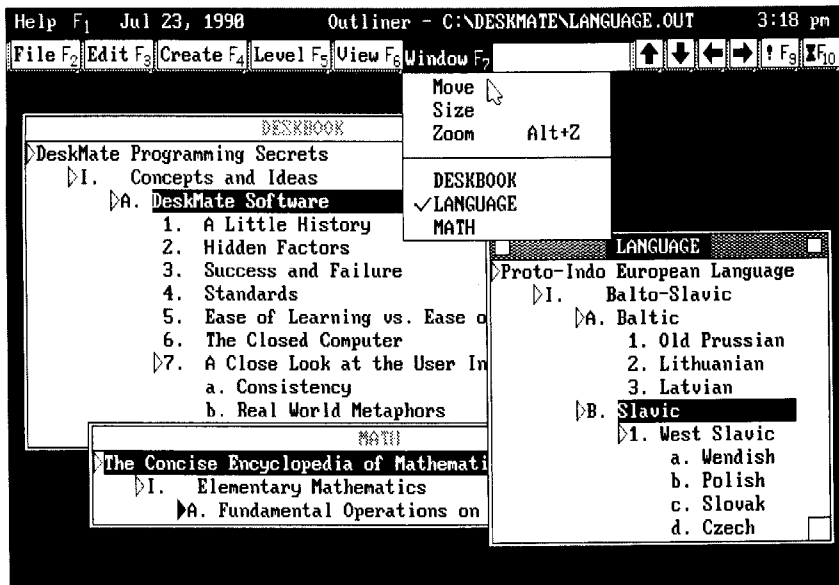 Help F1 Jul 23, 1990 Outliner - C:\DESKMATE\LANGUAGE.OUT 3:18 pm
File F2 Edit F3 Create F4 Level F5 View F6 Window F7 ! F9 F10
Move
Size
Zoom Alt+Z
DESKBOOK
✓LANGUAGE
MATH
DESKBOOK
DeskMate Programming Secrets
I. Concepts and Ideas
A. DeskMate Software
1. A Little History
2. Hidden Factors
3. Success and Failure
4. Standards
5. Ease of Learning vs. Ease o
6. The Closed Computer
7. A Close Look at the User In
a. Consistency
b. Real World Metaphors
MATH
The Concise Encyclopedia of Mathemati
I. Elementary Mathematics
A. Fundamental Operations on
LANGUAGE
Proto-Indo European Language
I. Balto-Slavic
A. Baltic
1. Old Prussian
2. Lithuanian
3. Latvian
B. Slavic
1. West Slavic
a. Wendish
b. Polish
c. Slovak
d. Czech